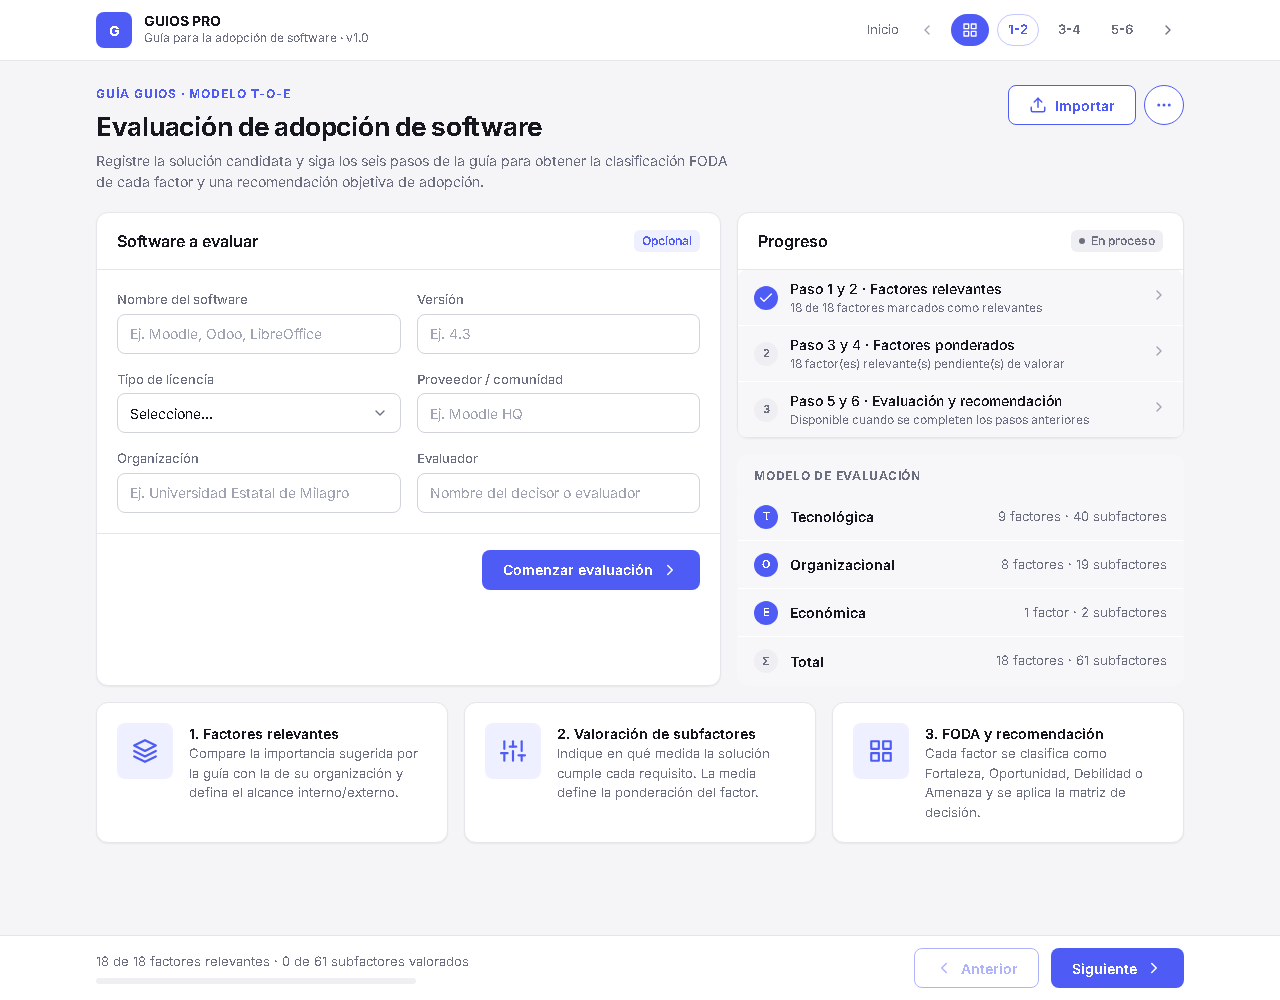 G
GUIOS PRO
Guía para la adopción de software · v1.0
Inicio
1-2
3-4
5-6
GUÍA GUIOS · MODELO T-O-E
Evaluación de adopción de software
Registre la solución candidata y siga los seis pasos de la guía para obtener la clasificación FODA
de cada factor y una recomendación objetiva de adopción.
Importar
Software a evaluar
Opcional
Nombre del software
Versión
Ej. Moodle, Odoo, LibreOffice
Ej. 4.3
Tipo de licencia
Proveedor / comunidad
Seleccione...
Ej. Moodle HQ
Organización
Evaluador
Ej. Universidad Estatal de Milagro
Nombre del decisor o evaluador
Comenzar evaluación
Progreso
En proceso
Paso 1 y 2 · Factores relevantes
18 de 18 factores marcados como relevantes
2
Paso 3 y 4 · Factores ponderados
18 factor(es) relevante(s) pendiente(s) de valorar
3
Paso 5 y 6 · Evaluación y recomendación
Disponible cuando se completen los pasos anteriores
MODELO DE EVALUACIÓN
T Tecnológica 9 factores · 40 subfactores
O Organizacional 8 factores · 19 subfactores
E Económica 1 factor · 2 subfactores
Σ Total 18 factores · 61 subfactores
1. Factores relevantes
Compare la importancia sugerida por
la guía con la de su organización y
defina el alcance interno/externo.
2. Valoración de subfactores
Indique en qué medida la solución
cumple cada requisito. La media
define la ponderación del factor.
3. FODA y recomendación
Cada factor se clasifica como
Fortaleza, Oportunidad, Debilidad o
Amenaza y se aplica la matriz de
decisión.
18 de 18 factores relevantes · 0 de 61 subfactores valorados
Anterior
Siguiente